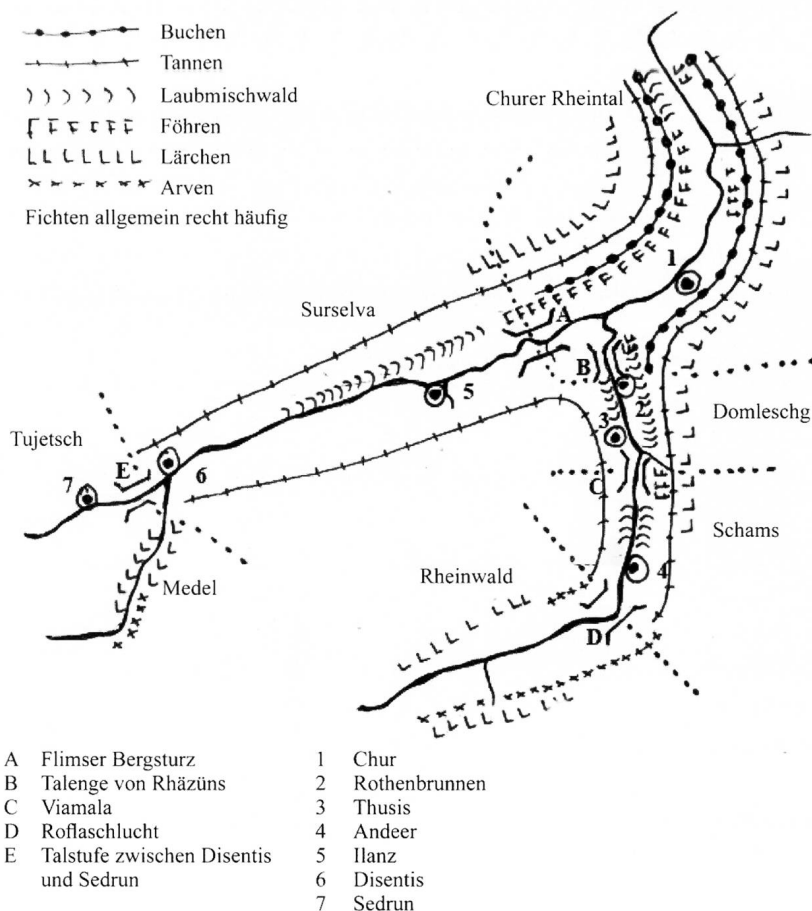 Buchen
Tannen
Laubmischwald
Föhren
Lärchen
Arven
Fichten allgemein recht häufig
Churer Rheintal
1
Surselva
A
B
5
2
Domleschg
3
Tujetsch
E
6
7
C
Schams
Medel
Rheinwald
4
D
A Flimser Bergsturz
B Talenge von Rhäzüns
C Viamala
D Roflaschlucht
E Talstufe zwischen Disentis
und Sedrun
1 Chur
2 Rothenbrunnen
3 Thusis
4 Andeer
5 Ilanz
6 Disentis
7 Sedrun